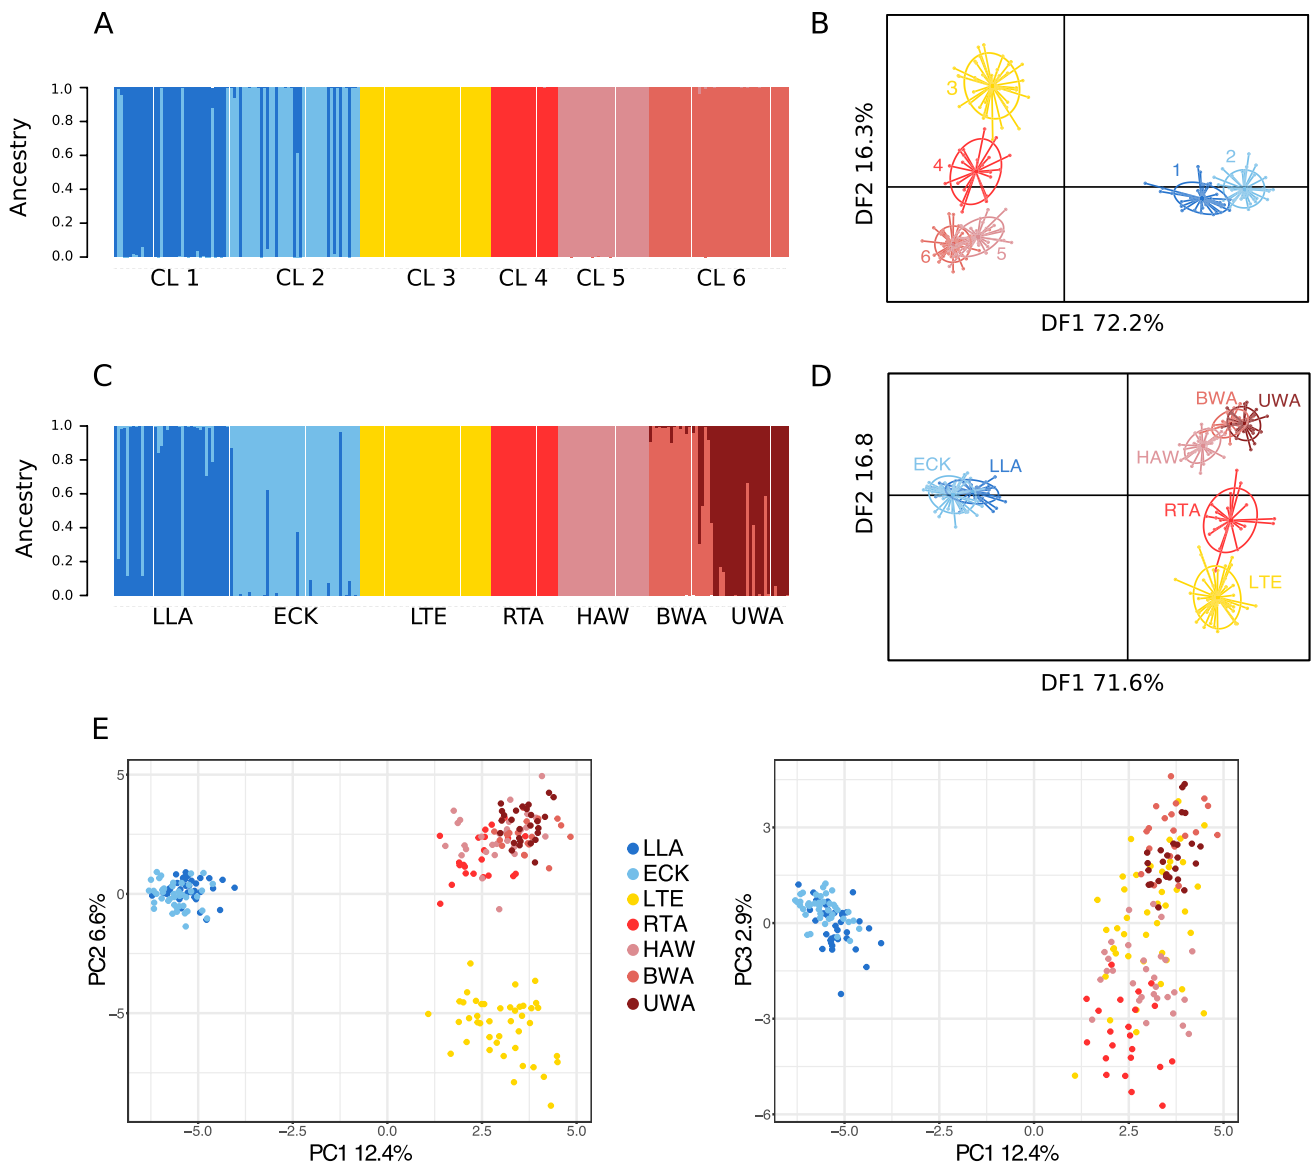 A
1.0
0.8
0.6
0.4
0.2
0.0
Ancestry
CL 1
CL 2
CL 3
CL 4
CL 5
CL 6
B
3
4
6
5
1
2
DF2 16.3%
DF1 72.2%
C
1.0
0.8
0.6
0.4
0.2
0.0
Ancestry
LLA
ECK
LTE
RTA
HAW
BWA
UWA
D
BWA
UWA
HAW
ECK
LLA
RTA
LTE
DF2 16.8
DF1 71.6%
E
5
0
−5
PC2 6.6%
−5.0
−2.5
0.0
2.5
5.0
PC1 12.4%
LLA
ECK
LTE
RTA
HAW
BWA
UWA
3
0
−3
−6
PC3 2.9%
−5.0
−2.5
0.0
2.5
5.0
PC1 12.4%